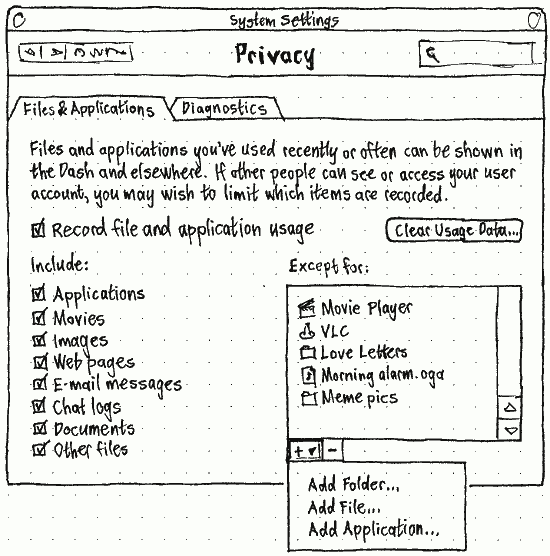 System Settings
Privacy
Files & Applications
Diagnostics
Files and applications you've used recently or often can be shown in
the Dash and elsewhere. If other people can see or access your user
account, you may wish to limit which items are recorded.
Record file and application usage
Clear Usage Data...
Include:
Applications
Movies
Images
Web pages
E-mail messages
Chat logs
Documents
Other files
Except for:
Movie Player
VLC
Love Letters
Morning alarm.oga
Meme pics
Add Folder...
Add File...
Add Application...